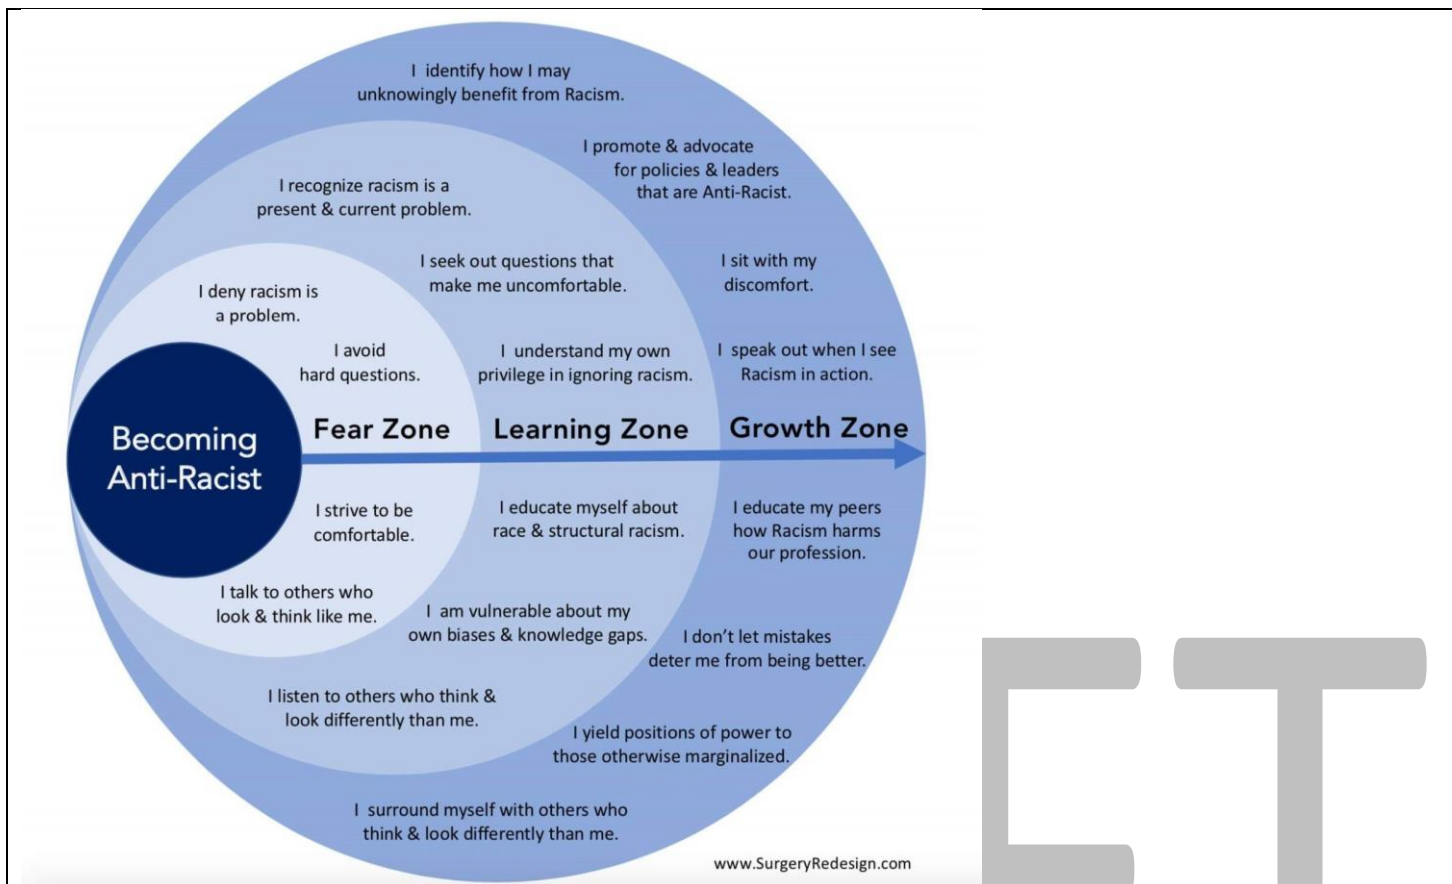 I identify how I may
unknowingly benefit from Racism.
I promote & advocate
for policies & leaders
that are Anti-Racist.
I recognize racism is a
present & current problem.
I seek out questions that
make me uncomfortable.
I sit with my
discomfort.
I deny racism is
a problem.
I avoid
hard questions.
I understand my own
privilege in ignoring racism.
I speak out when I see
Racism in action.
Becoming
Anti-Racist
Fear Zone
Learning Zone
Growth Zone
I strive to be
comfortable.
I educate myself about
race & structural racism.
I educate my peers
how Racism harms
our profession.
I talk to others who
look & think like me.
I am vulnerable about my
own biases & knowledge gaps.
I don't let mistakes
deter me from being better.
I listen to others who think &
look differently than me.
I yield positions of power to
those otherwise marginalized.
I surround myself with others who
think & look differently than me.
www.SurgeryRedesign.com